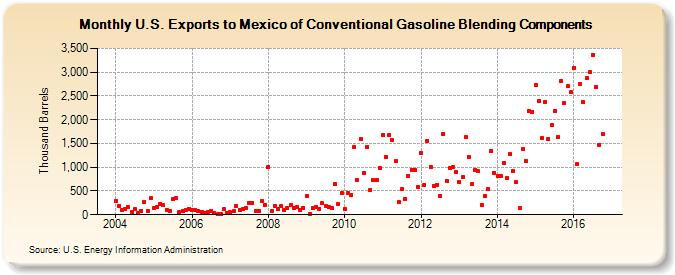 Monthly U.S. Exports to Mexico of Conventional Gasoline Blending Components
Thousand Barrels
3,500
3,000
2,500
2,000
1,500
1,000
500
0
2004 2006 2008 2010 2012 2014 2016
Source: U.S. Energy Information Administration